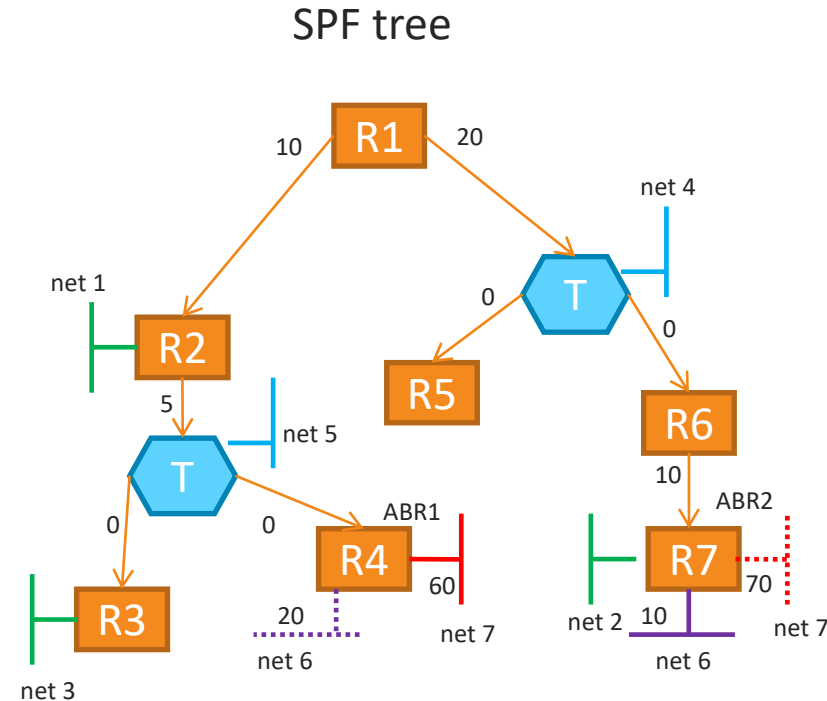 SPF tree
R1
10
20
net 4
T
0
0
net 1
R2
R5
R6
5
net 5
T
10
0
0
ABR1
ABR2
R4
60
R7
70
net 2
10
net 7
net 6
R3
20
net 7
net 6
net 3